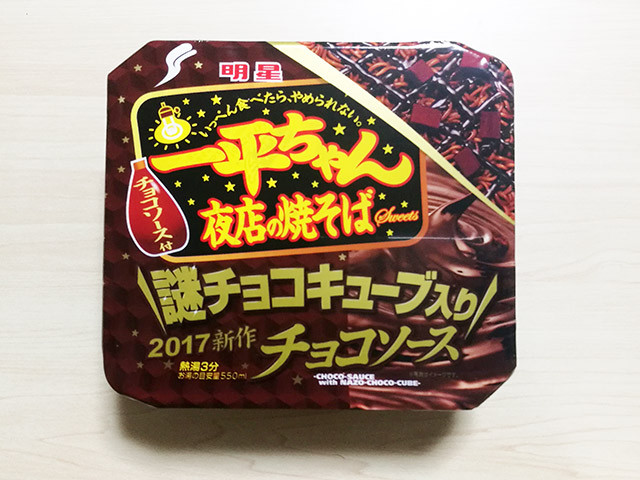 明星
いっぺん食べたら、やめられない。
一平ちゃん
夜店の焼そば
Sweets
チョコソース付
謎チョコキューブ入り
2017新作 チョコソース
熱湯3分
お湯の目安量550ml
-CHOCO-SAUCE
with NAZO-CHOCO-CUBE-